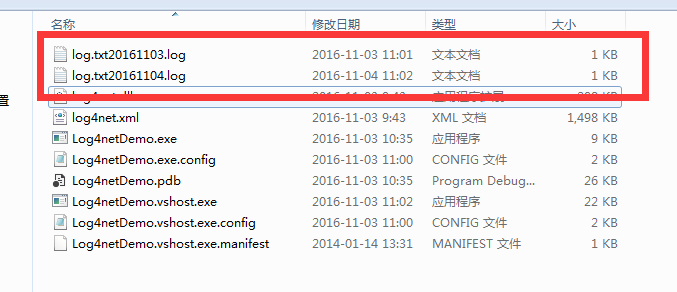 名称 修改日期 类型 大小
log.txt20161103.log 2016-11-03 11:01 文本文档 1 KB
log.txt20161104.log 2016-11-04 11:02 文本文档 1 KB
log4net.xml 2016-11-03 9:43 XML 文档 1,498 KB
置
Log4netDemo.exe 2016-11-03 10:35 应用程序 9 KB
Log4netDemo.exe.config 2016-11-03 11:00 CONFIG 文件 2 KB
Log4netDemo.pdb 2016-11-03 10:35 Program Debug... 26 KB
Log4netDemo.vshost.exe 2016-11-03 11:02 应用程序 22 KB
Log4netDemo.vshost.exe.config 2016-11-03 11:00 CONFIG 文件 2 KB
Log4netDemo.vshost.exe.manifest 2014-01-14 13:31 MANIFEST 文件 1 KB